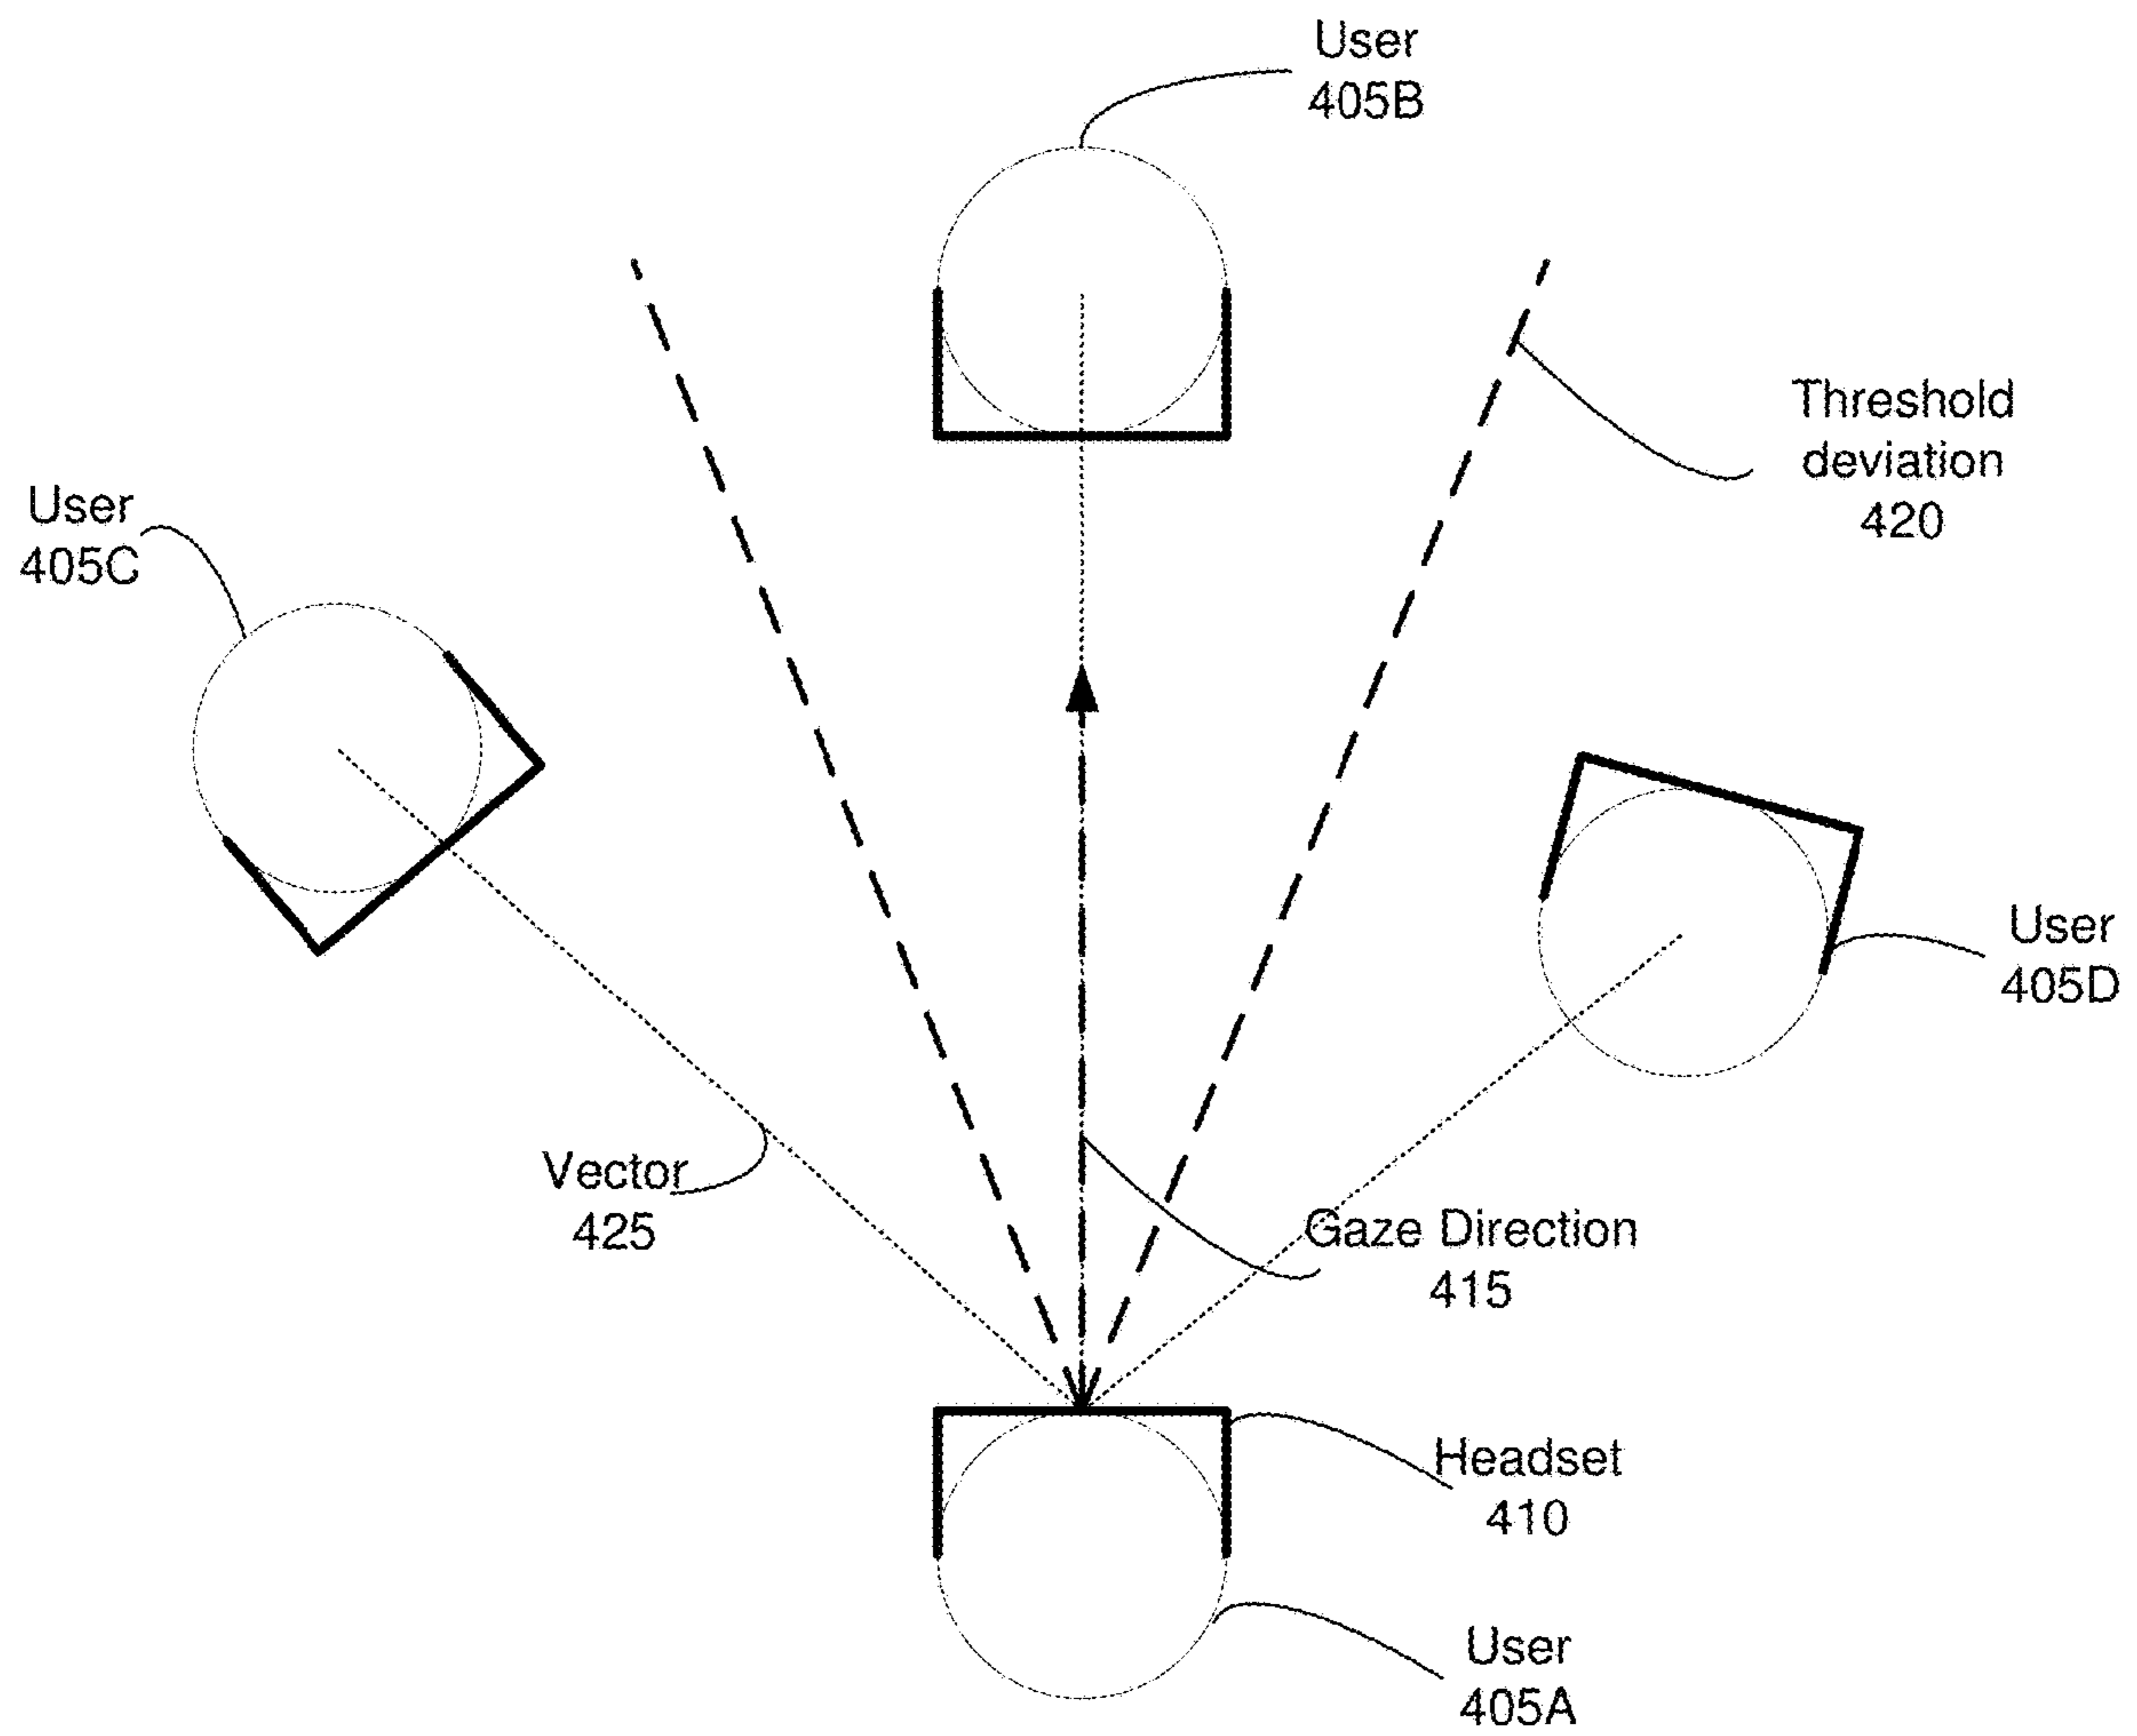 User
405B
Threshold
deviation
420
User
405C
User
405D
Vector
425
Gaze Direction
415
Headset
410
User
405A